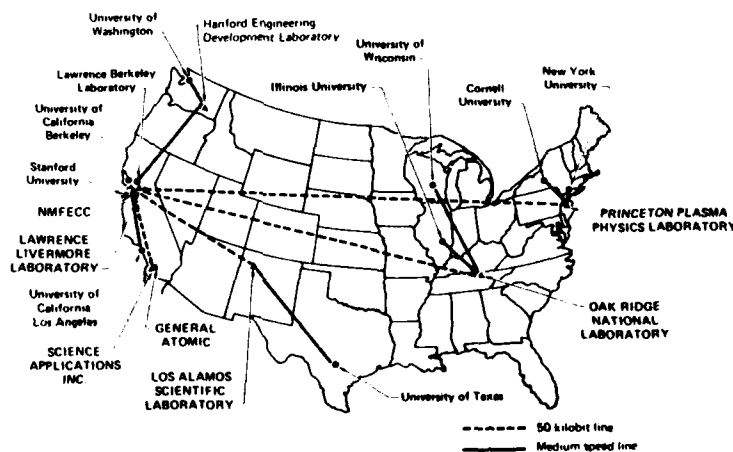 University of
Washington
Hanford Engineering
Development Laboratory
University of
Wisconsin
New York
University
Lawrence Berkeley
Laboratory
Illinois University
Cornell
University
University of
California
Berkeley
Stanford
University
NMFECC
LAWRENCE
LIVERMORE
LABORATORY
University of
California
Los Angeles
SCIENCE
APPLICATIONS
INC.
GENERAL
ATOMIC
LOS ALAMOS
SCIENTIFIC
LABORATORY
University of Texas
PRINCETON PLASMA
PHYSICS LABORATORY
OAK RIDGE
NATIONAL
LABORATORY
50 kilobit line
Medium speed line